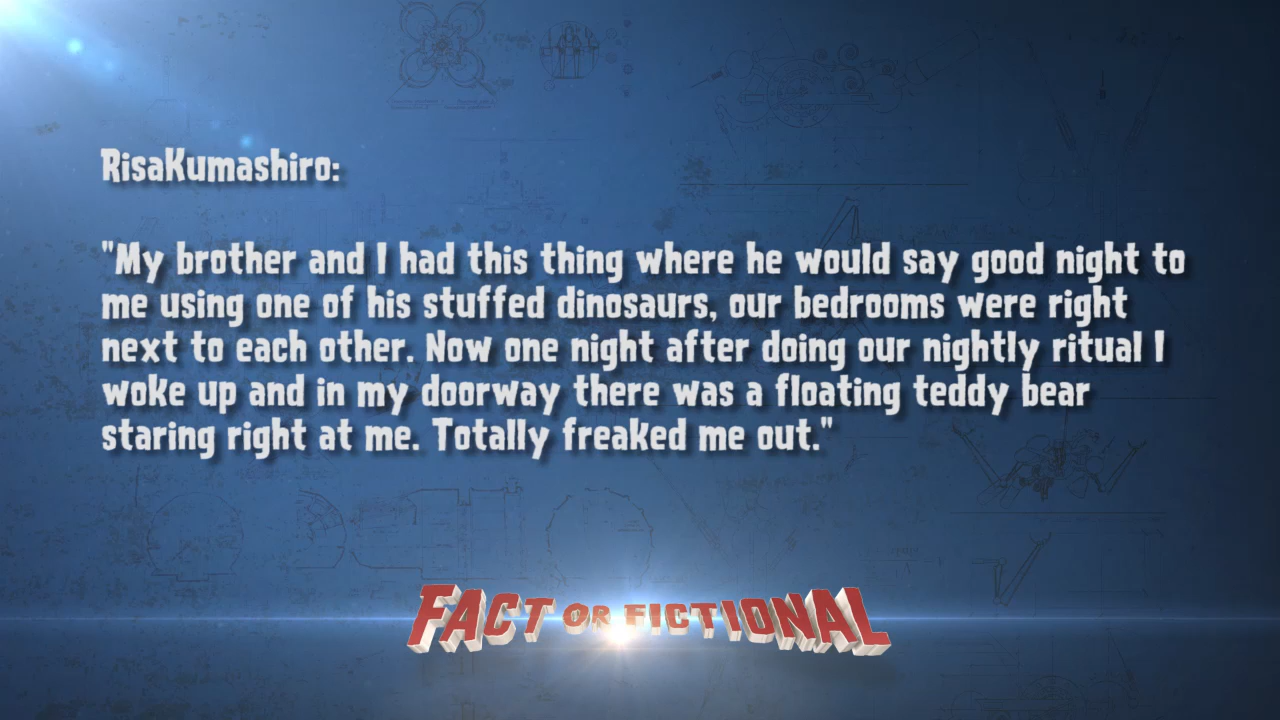 RisaKumashiro:
"My brother and I had this thing where he would say good night to
me using one of his stuffed dinosaurs, our bedrooms were right
next to each other. Now one night after doing our nightly ritual I
woke up and in my doorway there was a floating teddy bear
staring right at me. Totally freaked me out."
FACT OR FICTIONAL